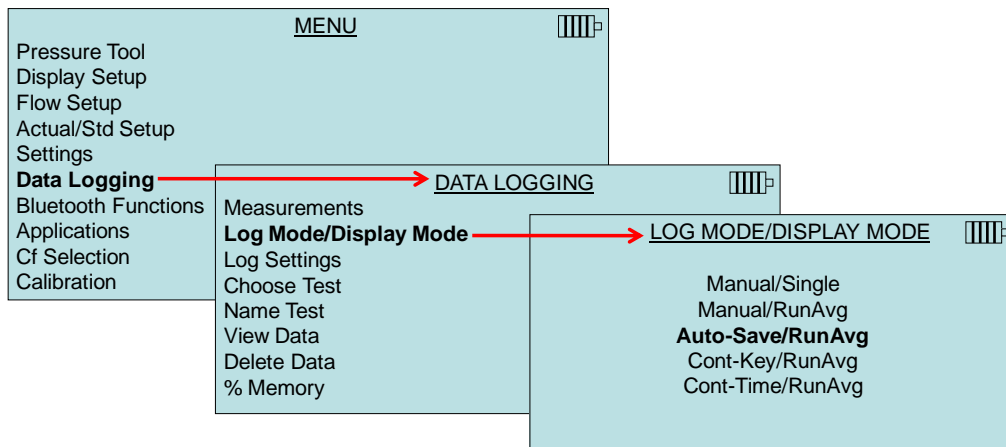 MENU
Pressure Tool
Display Setup
Flow Setup
Actual/Std Setup
Settings
Data Logging
Bluetooth Functions
Applications
Cf Selection
Calibration
DATA LOGGING
Measurements
Log Mode/Display Mode
Log Settings
Choose Test
Name Test
View Data
Delete Data
% Memory
LOG MODE/DISPLAY MODE
Manual/Single
Manual/RunAvg
Auto-Save/RunAvg
Cont-Key/RunAvg
Cont-Time/RunAvg